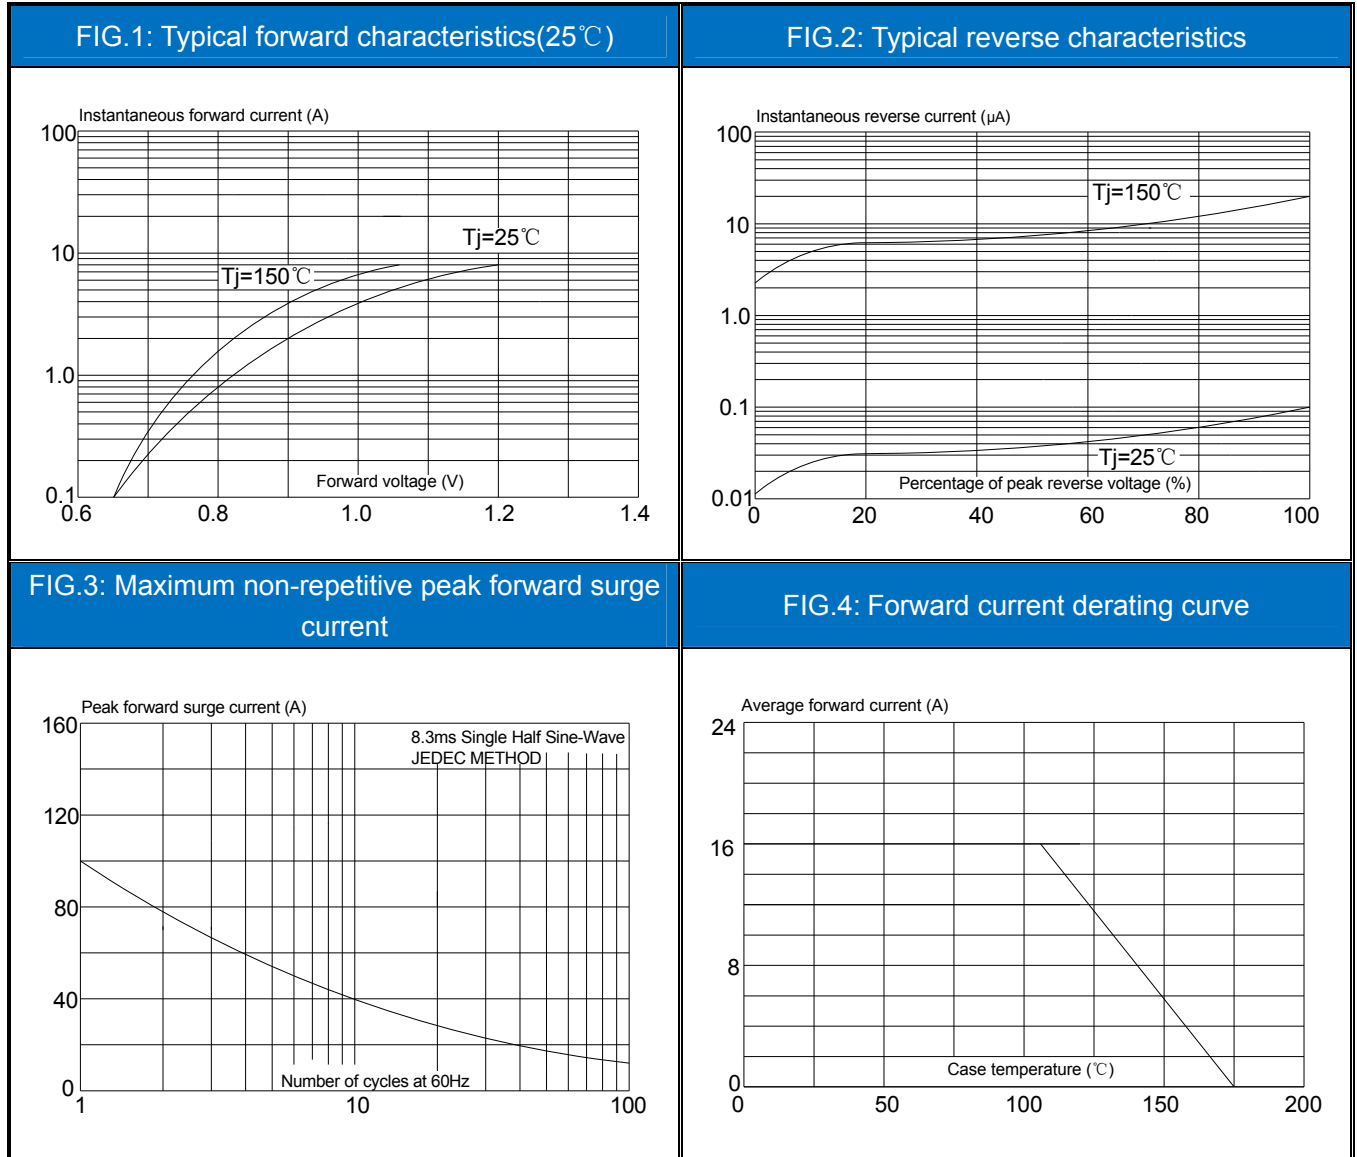 FIG.1: Typical forward characteristics(25℃)
Instantaneous forward current (A)
100
10
1.0
0.1
Tj=25℃
Tj=150℃
Forward voltage (V)
0.6 0.8 1.0 1.2 1.4
FIG.2: Typical reverse characteristics
Instantaneous reverse current (μA)
100
10
1.0
0.1
0.01
Tj=150℃
Tj=25℃
Percentage of peak reverse voltage (%)
0 20 40 60 80 100
FIG.3: Maximum non-repetitive peak forward surge
current
Peak forward surge current (A)
160
120
80
40
0
8.3ms Single Half Sine-Wave
JEDEC METHOD
Number of cycles at 60Hz
1 10 100
FIG.4: Forward current derating curve
Average forward current (A)
24
16
8
0
Case temperature (℃)
0 50 100 150 200